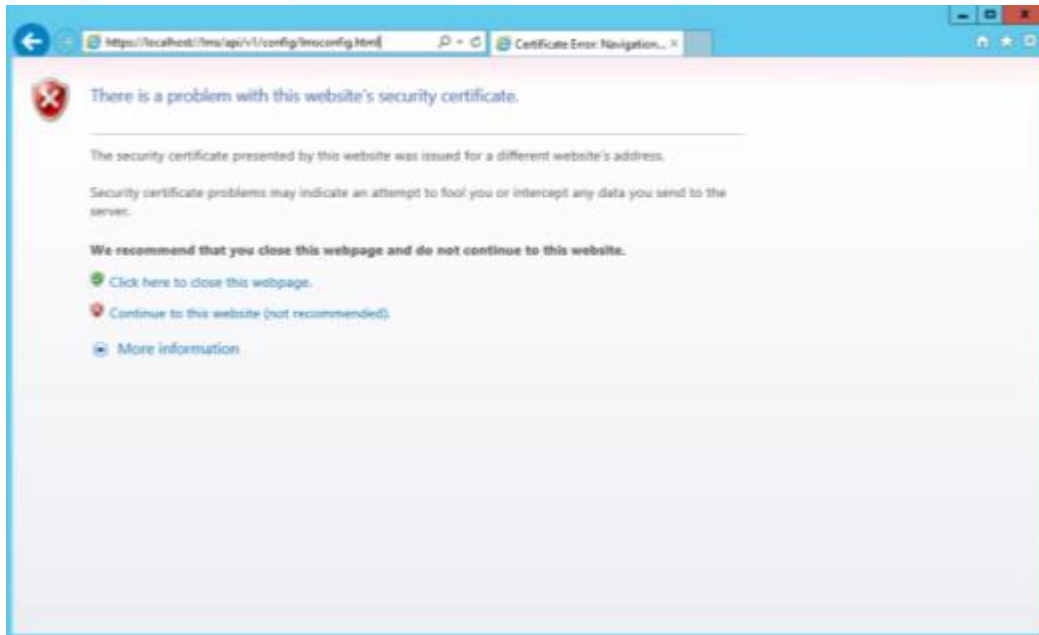 https://localhost//lms/api/v1/config/lmsconfig.html
Certificate Error: Navigation...
There is a problem with this website's security certificate.
The security certificate presented by this website was issued for a different website's address.
Security certificate problems may indicate an attempt to fool you or intercept any data you send to the
server.
We recommend that you close this webpage and do not continue to this website.
Click here to close this webpage.
Continue to this website (not recommended).
More information